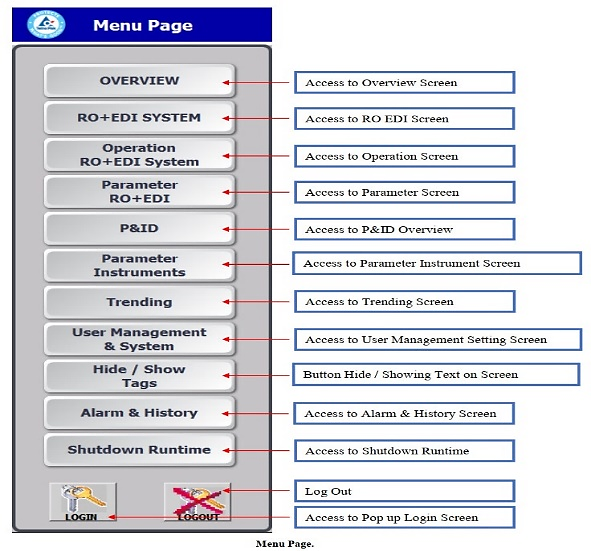 Menu Page
OVERVIEW
Access to Overview Screen
RO+EDI SYSTEM
Access to RO EDI Screen
Operation
RO+EDI System
Access to Operation Screen
Parameter
RO+EDI
Access to Parameter Screen
P&ID
Access to P&ID Overview
Parameter
Instruments
Access to Parameter Instrument Screen
Trending
Access to Trending Screen
User Management
& System
Access to User Management Setting Screen
Hide / Show
Tags
Button Hide / Showing Text on Screen
Alarm & History
Access to Alarm & History Screen
Shutdown Runtime
Access to Shutdown Runtime
Log Out
LOGIN
LOGOUT
Access to Pop up Login Screen
Menu Page.